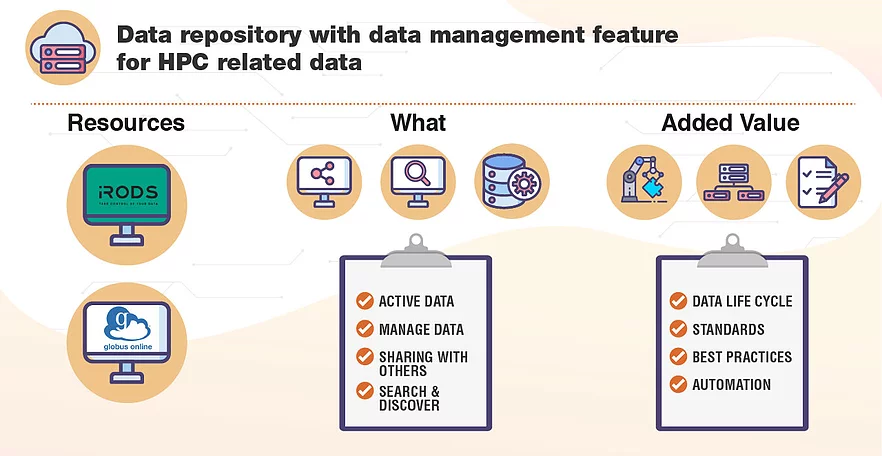 Data repository with data management feature
for HPC related data
Resources
What
Added Value
iRODS
TAKE CONTROL OF YOUR DATA
g
globus online
ACTIVE DATA
MANAGE DATA
SHARING WITH
OTHERS
SEARCH &
DISCOVER
DATA LIFE CYCLE
STANDARDS
BEST PRACTICES
AUTOMATION